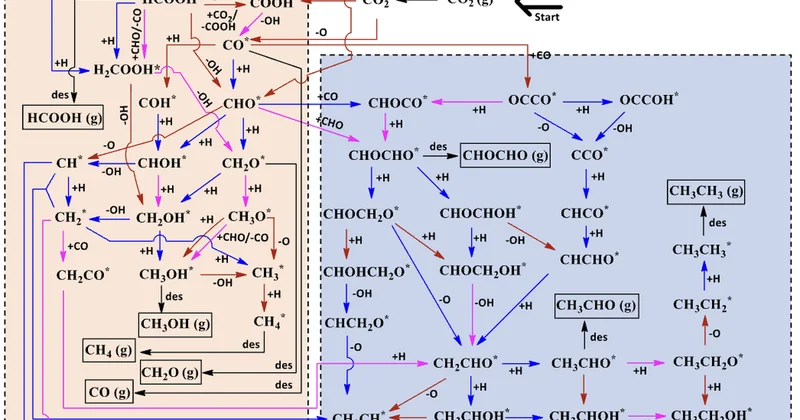 HCOOH* COOH* CO2* CO2 (g)
+CO2/
-COOH
-OH
Start
-O
+CHO/-CO
+H
CO*
+H
+CO
+H
-OH
+H
H2COOH*
des
COH*
-OH
CHO*
+CO
CHOCO*
+H
OCCO*
+H
OCCOH*
HCOOH (g)
-OH
+CHO
+H
-O
-OH
-O
+H
+H
+H
CHOCHO*
des
CHOCHO (g)
CCO*
CH*
-OH
CHOH*
CH2O*
+H
+H
+H
+H
+H
+H
+H
CH3CH3 (g)
CH2*
-OH
CH2OH*
+H
CH3O*
CHOCH2O*
CHOCHOH*
CHCO*
des
+CO
+H
+CHO/-CO
-O
+H
+H
+H
-OH
+H
CH3CH3*
CH2CO*
CH3OH*
-OH
CH3*
CHOHCH2O*
CHOCH2OH*
CHCHO*
des
+H
-OH
-O
-OH
+H
+H
CH3OH (g)
CH4*
CHCH2O*
CH3CHO (g)
CH3CH2*
CH4 (g)
des
-O
des
-O
CH2O (g)
des
+H
CH2CHO*
+H
CH3CHO*
+H
CH3CH2O*
CO (g)
des
-O
+H
+H
CH2CH* CH3CHOH* CH3CHOH* CH3CH2OH*